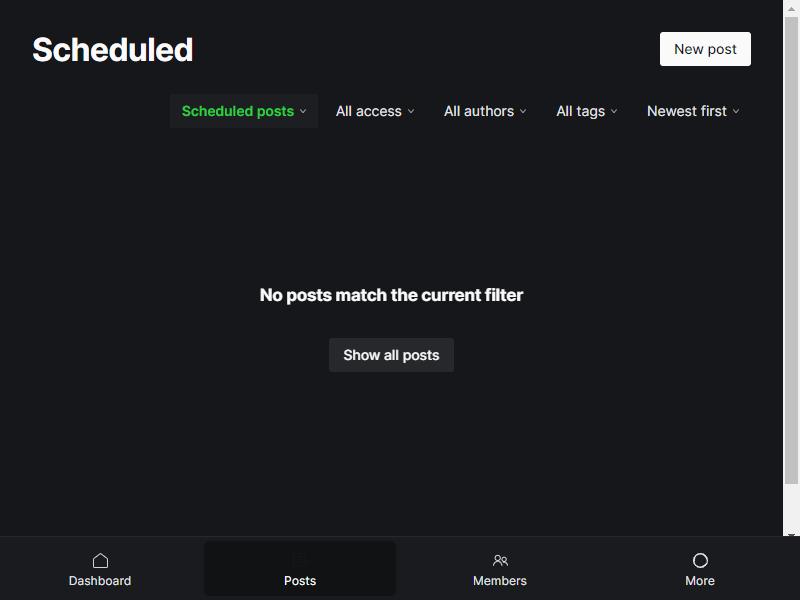 Scheduled
New post
Scheduled posts
All access
All authors
All tags
Newest first
No posts match the current filter
Show all posts
Dashboard
Posts
Members
More